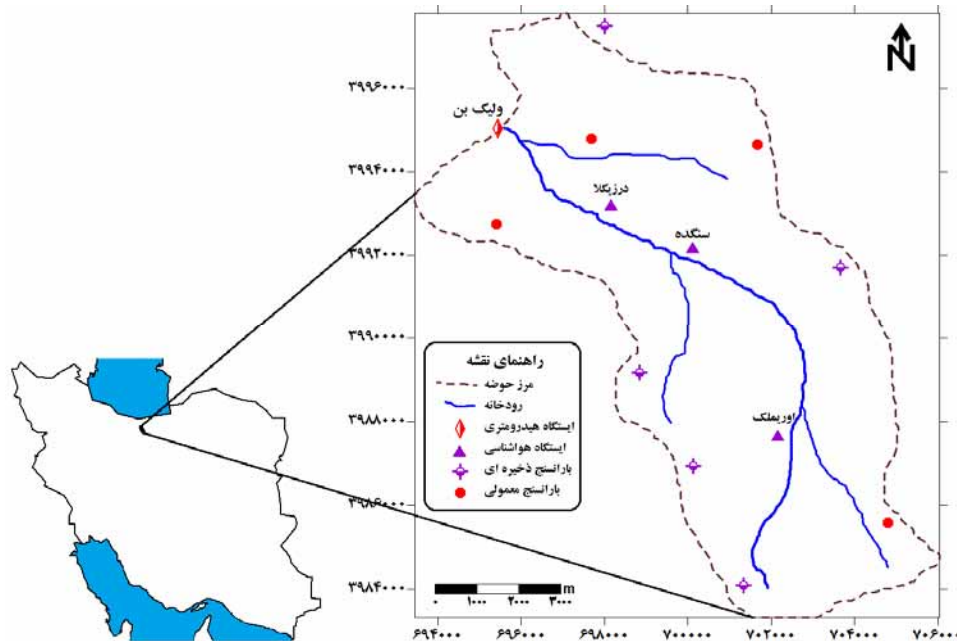 N
۳۹۹۶۰۰۰
ولیک بن
۳۹۹۴۰۰۰
درزیکلا
سنگده
۳۹۹۲۰۰۰
۳۹۹۰۰۰۰
راهنمای نقشه
مرز حوضه
رودخانه
ایستگاه هیدرومتری
ایستگاه هواشناسی
بارانسنج ذخیره ای
بارانسنج معمولی
۳۹۸۸۰۰۰
اوریملک
۳۹۸۶۰۰۰
۳۹۸۴۰۰۰
m
۰ ۱۰۰۰ ۲۰۰۰ ۳۰۰۰
۶۹۴۰۰۰ ۶۹۶۰۰۰ ۶۹۸۰۰۰ ۷۰۰۰۰۰ ۷۰۲۰۰۰ ۷۰۴۰۰۰ ۷۰۶۰۰۰